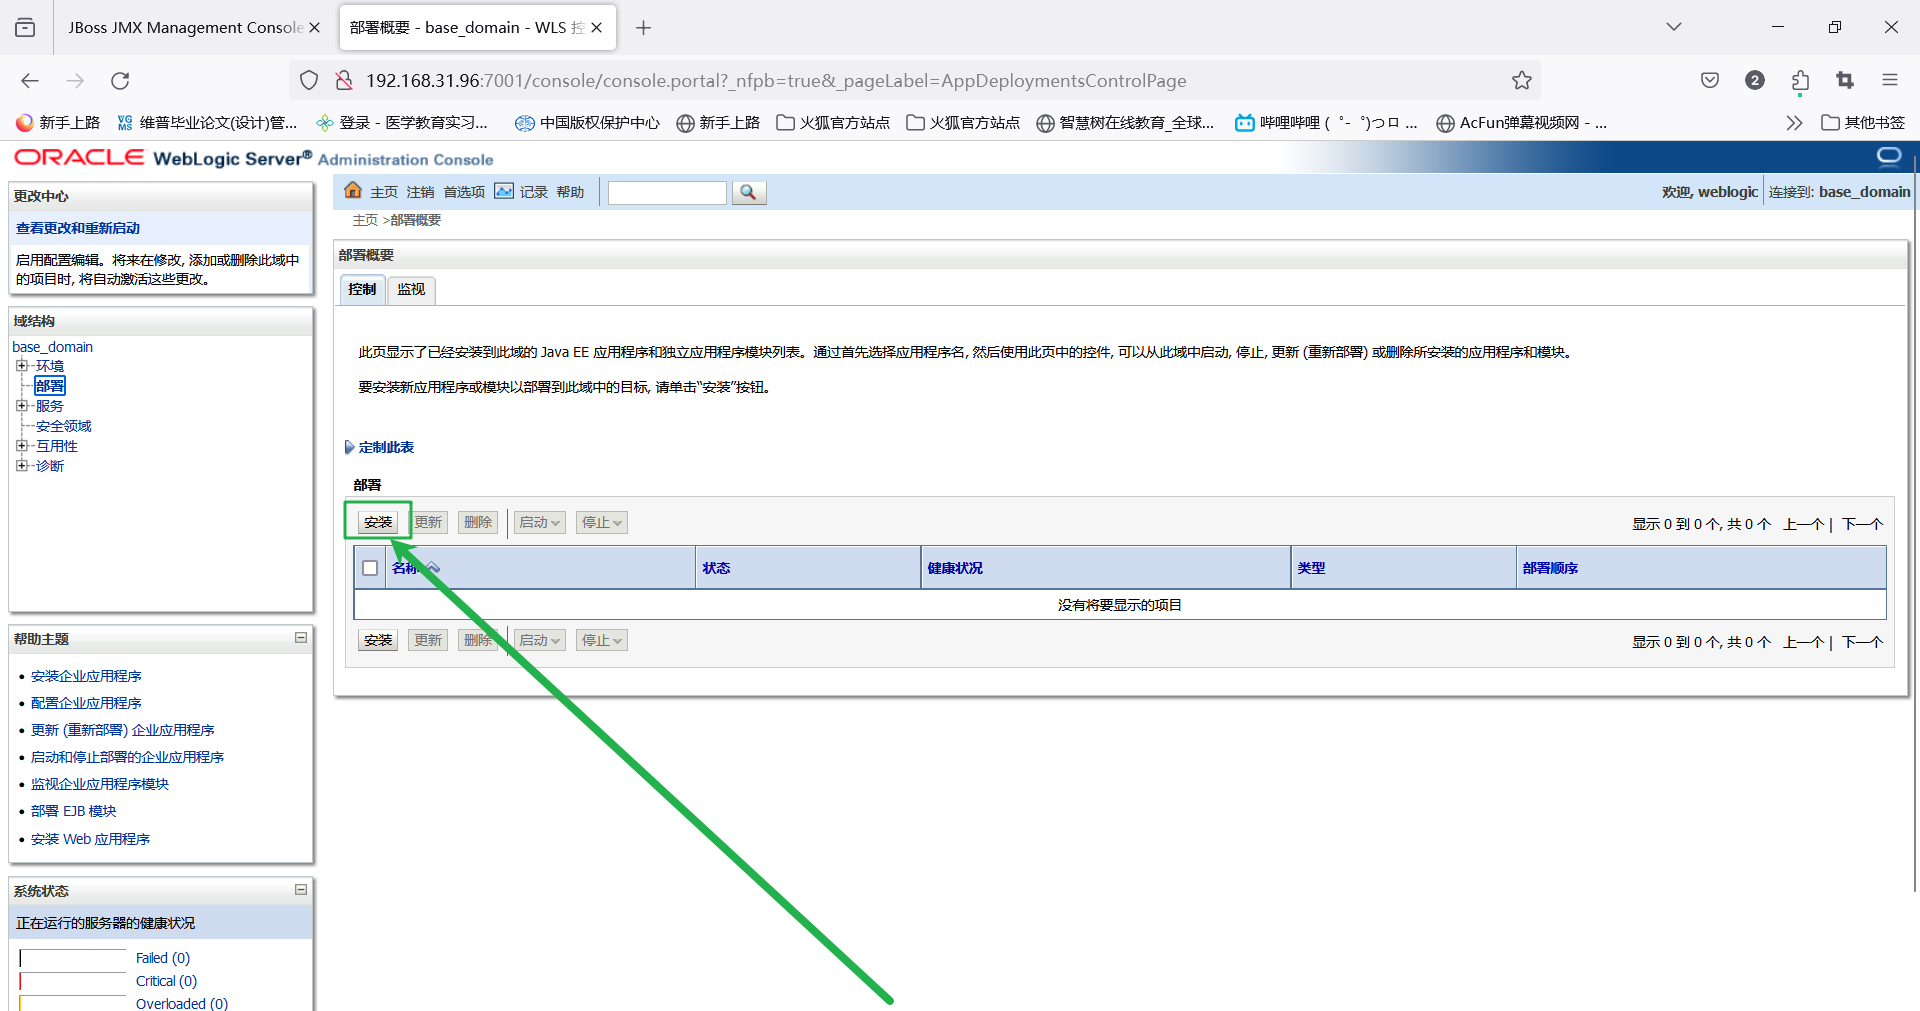 JBoss JMX Management Console
部署概要 - base_domain - WLS 控
192.168.31.96:7001/console/console.portal?_nfpb=true&_pageLabel=AppDeploymentsControlPage
2
新手上路
VG MS
维普毕业论文(设计)管...
登录 - 医学教育实习...
中国版权保护中心
新手上路
火狐官方站点
火狐官方站点
智慧树在线教育_全球...
哔哩哔哩 ( ゜- ゜)つロ ...
AcFun弹幕视频网 - ...
其他书签
ORACLE WebLogic Server® Administration Console
更改中心
查看更改和重新启动
启用配置编辑。将来在修改, 添加或删除此域中
的项目时, 将自动激活这些更改。
域结构
base_domain
环境
部署
服务
安全领域
互用性
诊断
帮助主题
安装企业应用程序
配置企业应用程序
更新 (重新部署) 企业应用程序
启动和停止部署的企业应用程序
监视企业应用程序模块
部署 EJB 模块
安装 Web 应用程序
系统状态
正在运行的服务器的健康状况
Failed (0)
Critical (0)
Overloaded (0)
主页 注销 首选项 记录 帮助
欢迎, weblogic
连接到: base_domain
主页 >部署概要
部署概要
控制 监视
此页显示了已经安装到此域的 Java EE 应用程序和独立应用程序模块列表。通过首先选择应用程序名, 然后使用此页中的控件, 可以从此域中启动, 停止, 更新 (重新部署) 或删除所安装的应用程序和模块。
要安装新应用程序或模块以部署到此域中的目标, 请单击“安装”按钮。
定制此表
部署
安装 更新 删除 启动 停止
显示 0 到 0 个, 共 0 个 上一个 | 下一个
名称 状态 健康状况 类型 部署顺序
没有将要显示的项目
安装 更新 删除 启动 停止
显示 0 到 0 个, 共 0 个 上一个 | 下一个